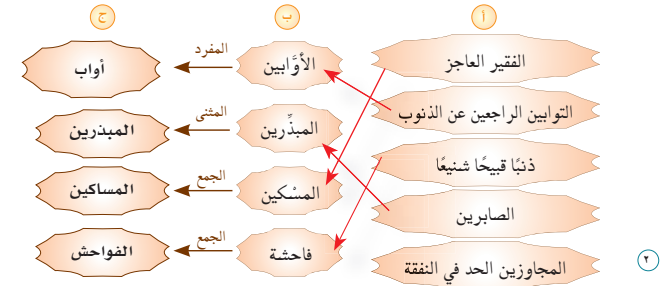 أ
ب
ج
الفقير العاجز
الأوَّابين
المفرد
أواب
التوابين الراجعين عن الذنوب
المبذِّرين
المثنى
المبذرين
ذنبًا قبيحًا شنيعًا
المسْكين
الجمع
المساكين
الصابرين
فاحشة
الجمع
الفواحش
المجاوزين الحد في النفقة
٢